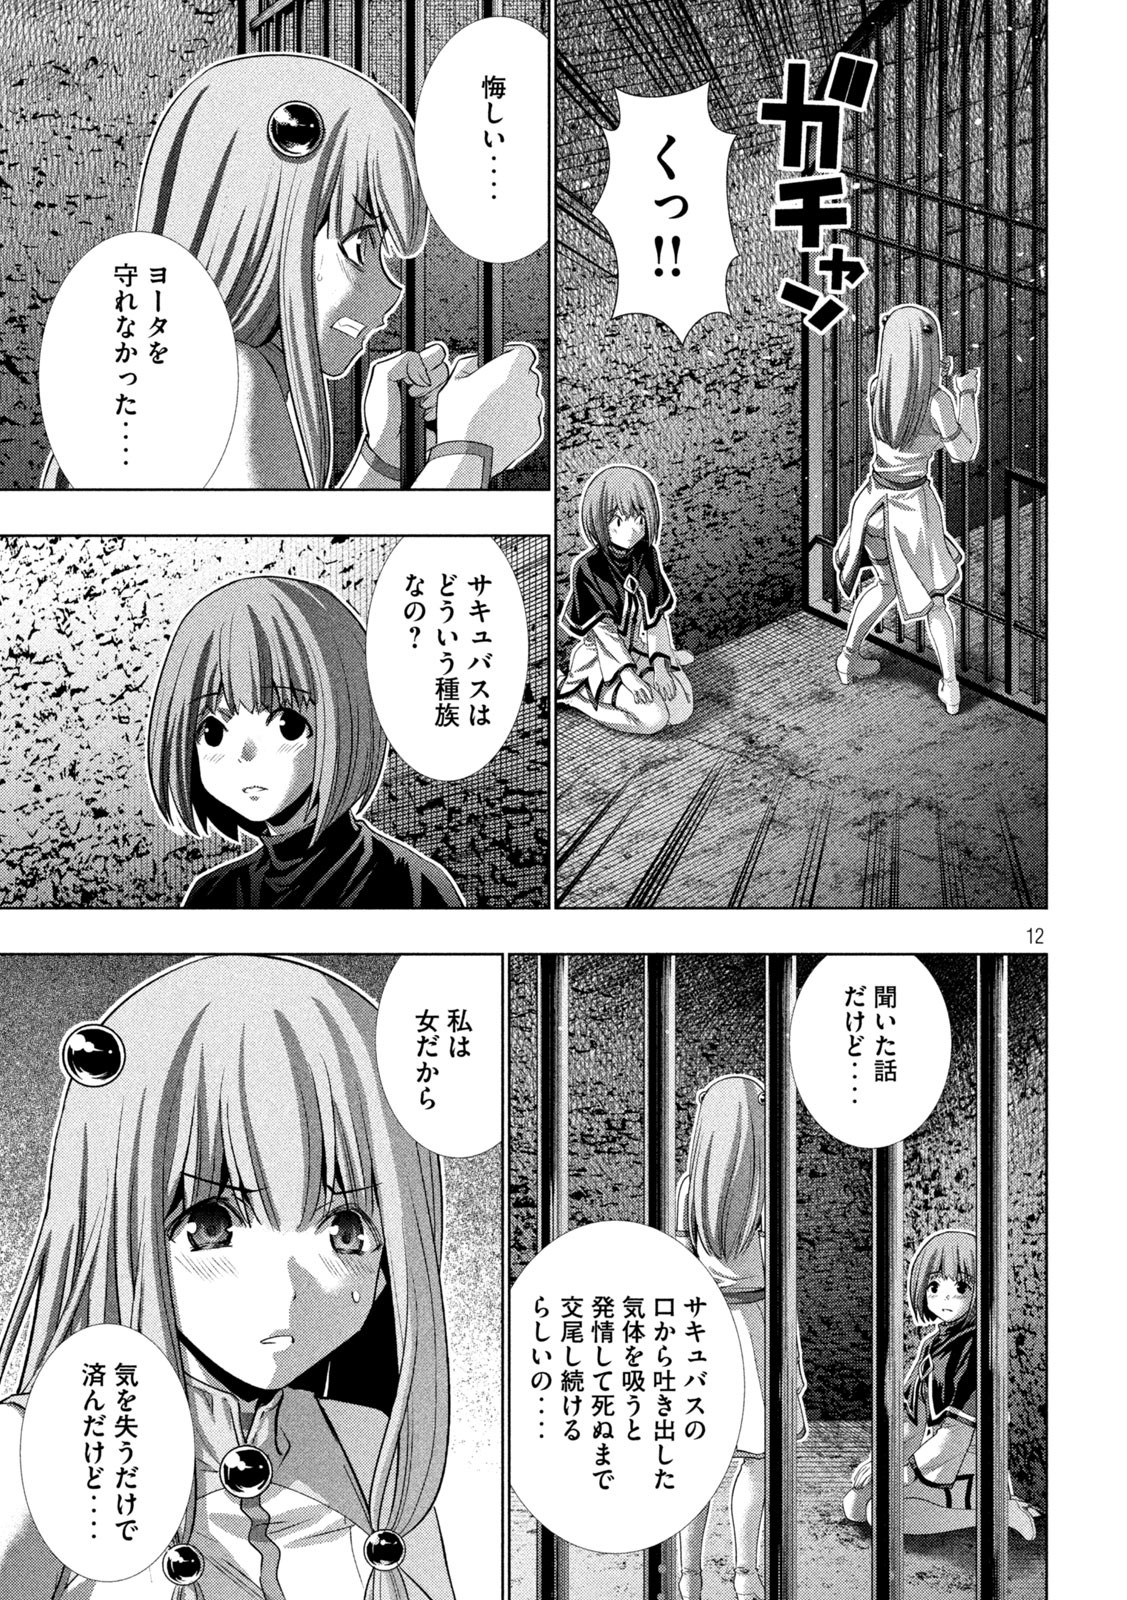 ガチャン
くっ!!
悔しい‥‥
ヨータを
守れなかった‥‥
サキュバスは
どういう種族
なの?
12
聞いた話
だけど‥‥
サキュバスの
口から吐き出した
気体を吸うと
発情して死ぬまで
交尾し続ける
らしいの‥‥
私は
女だから
気を失うだけで
済んだけど‥‥